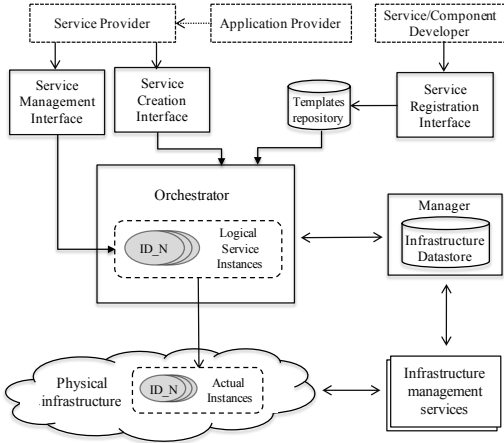 Service Provider
Application Provider
Service/Component
Developer
Service
Management
Interface
Service
Creation
Interface
Templates
repository
Service
Registration
Interface
Orchestrator
ID_N
Logical
Service
Instances
Manager
Infrastructure
Datastore
Physical
infrastructure
ID_N
Actual
Instances
Infrastructure
management
services